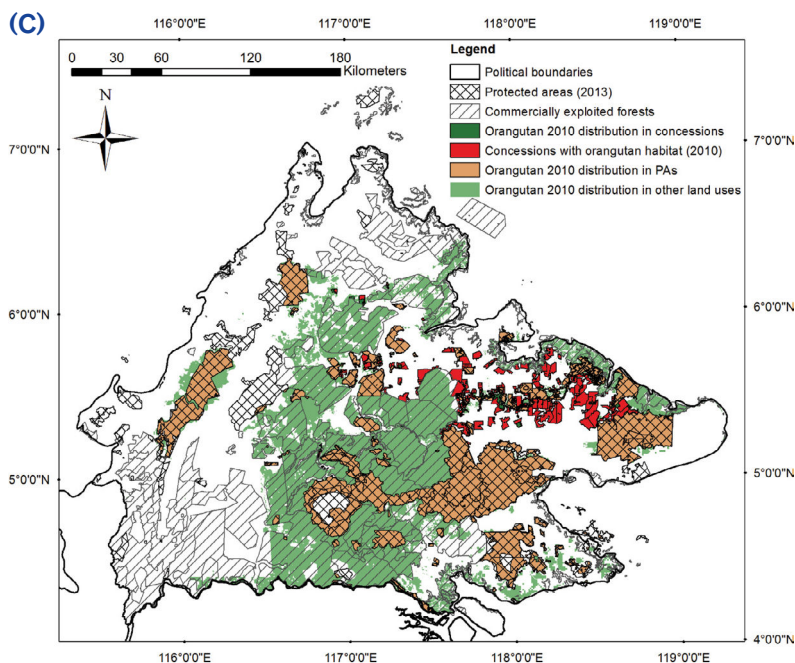 (C)
116°0'0"E 117°0'0"E 118°0'0"E 119°0'0"E
0 30 60 120 180
Kilometers
N
Legend
Political boundaries
Protected areas (2013)
Commercially exploited forests
Orangutan 2010 distribution in concessions
Concessions with orangutan habitat (2010)
Orangutan 2010 distribution in PAs
Orangutan 2010 distribution in other land uses
7°0'0"N 7°0'0"N
6°0'0"N 6°0'0"N
5°0'0"N 5°0'0"N
4°0'0"N
116°0'0"E 117°0'0"E 118°0'0"E 119°0'0"E